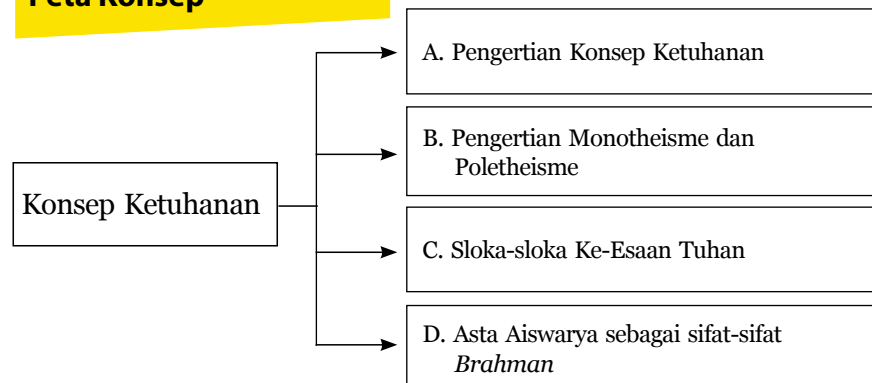 Peta Konsep
Konsep Ketuhanan
A. Pengertian Konsep Ketuhanan
B. Pengertian Monotheisme dan
Poletheisme
C. Sloka-sloka Ke-Esaan Tuhan
D. Asta Aiswarya sebagai sifat-sifat
Brahman